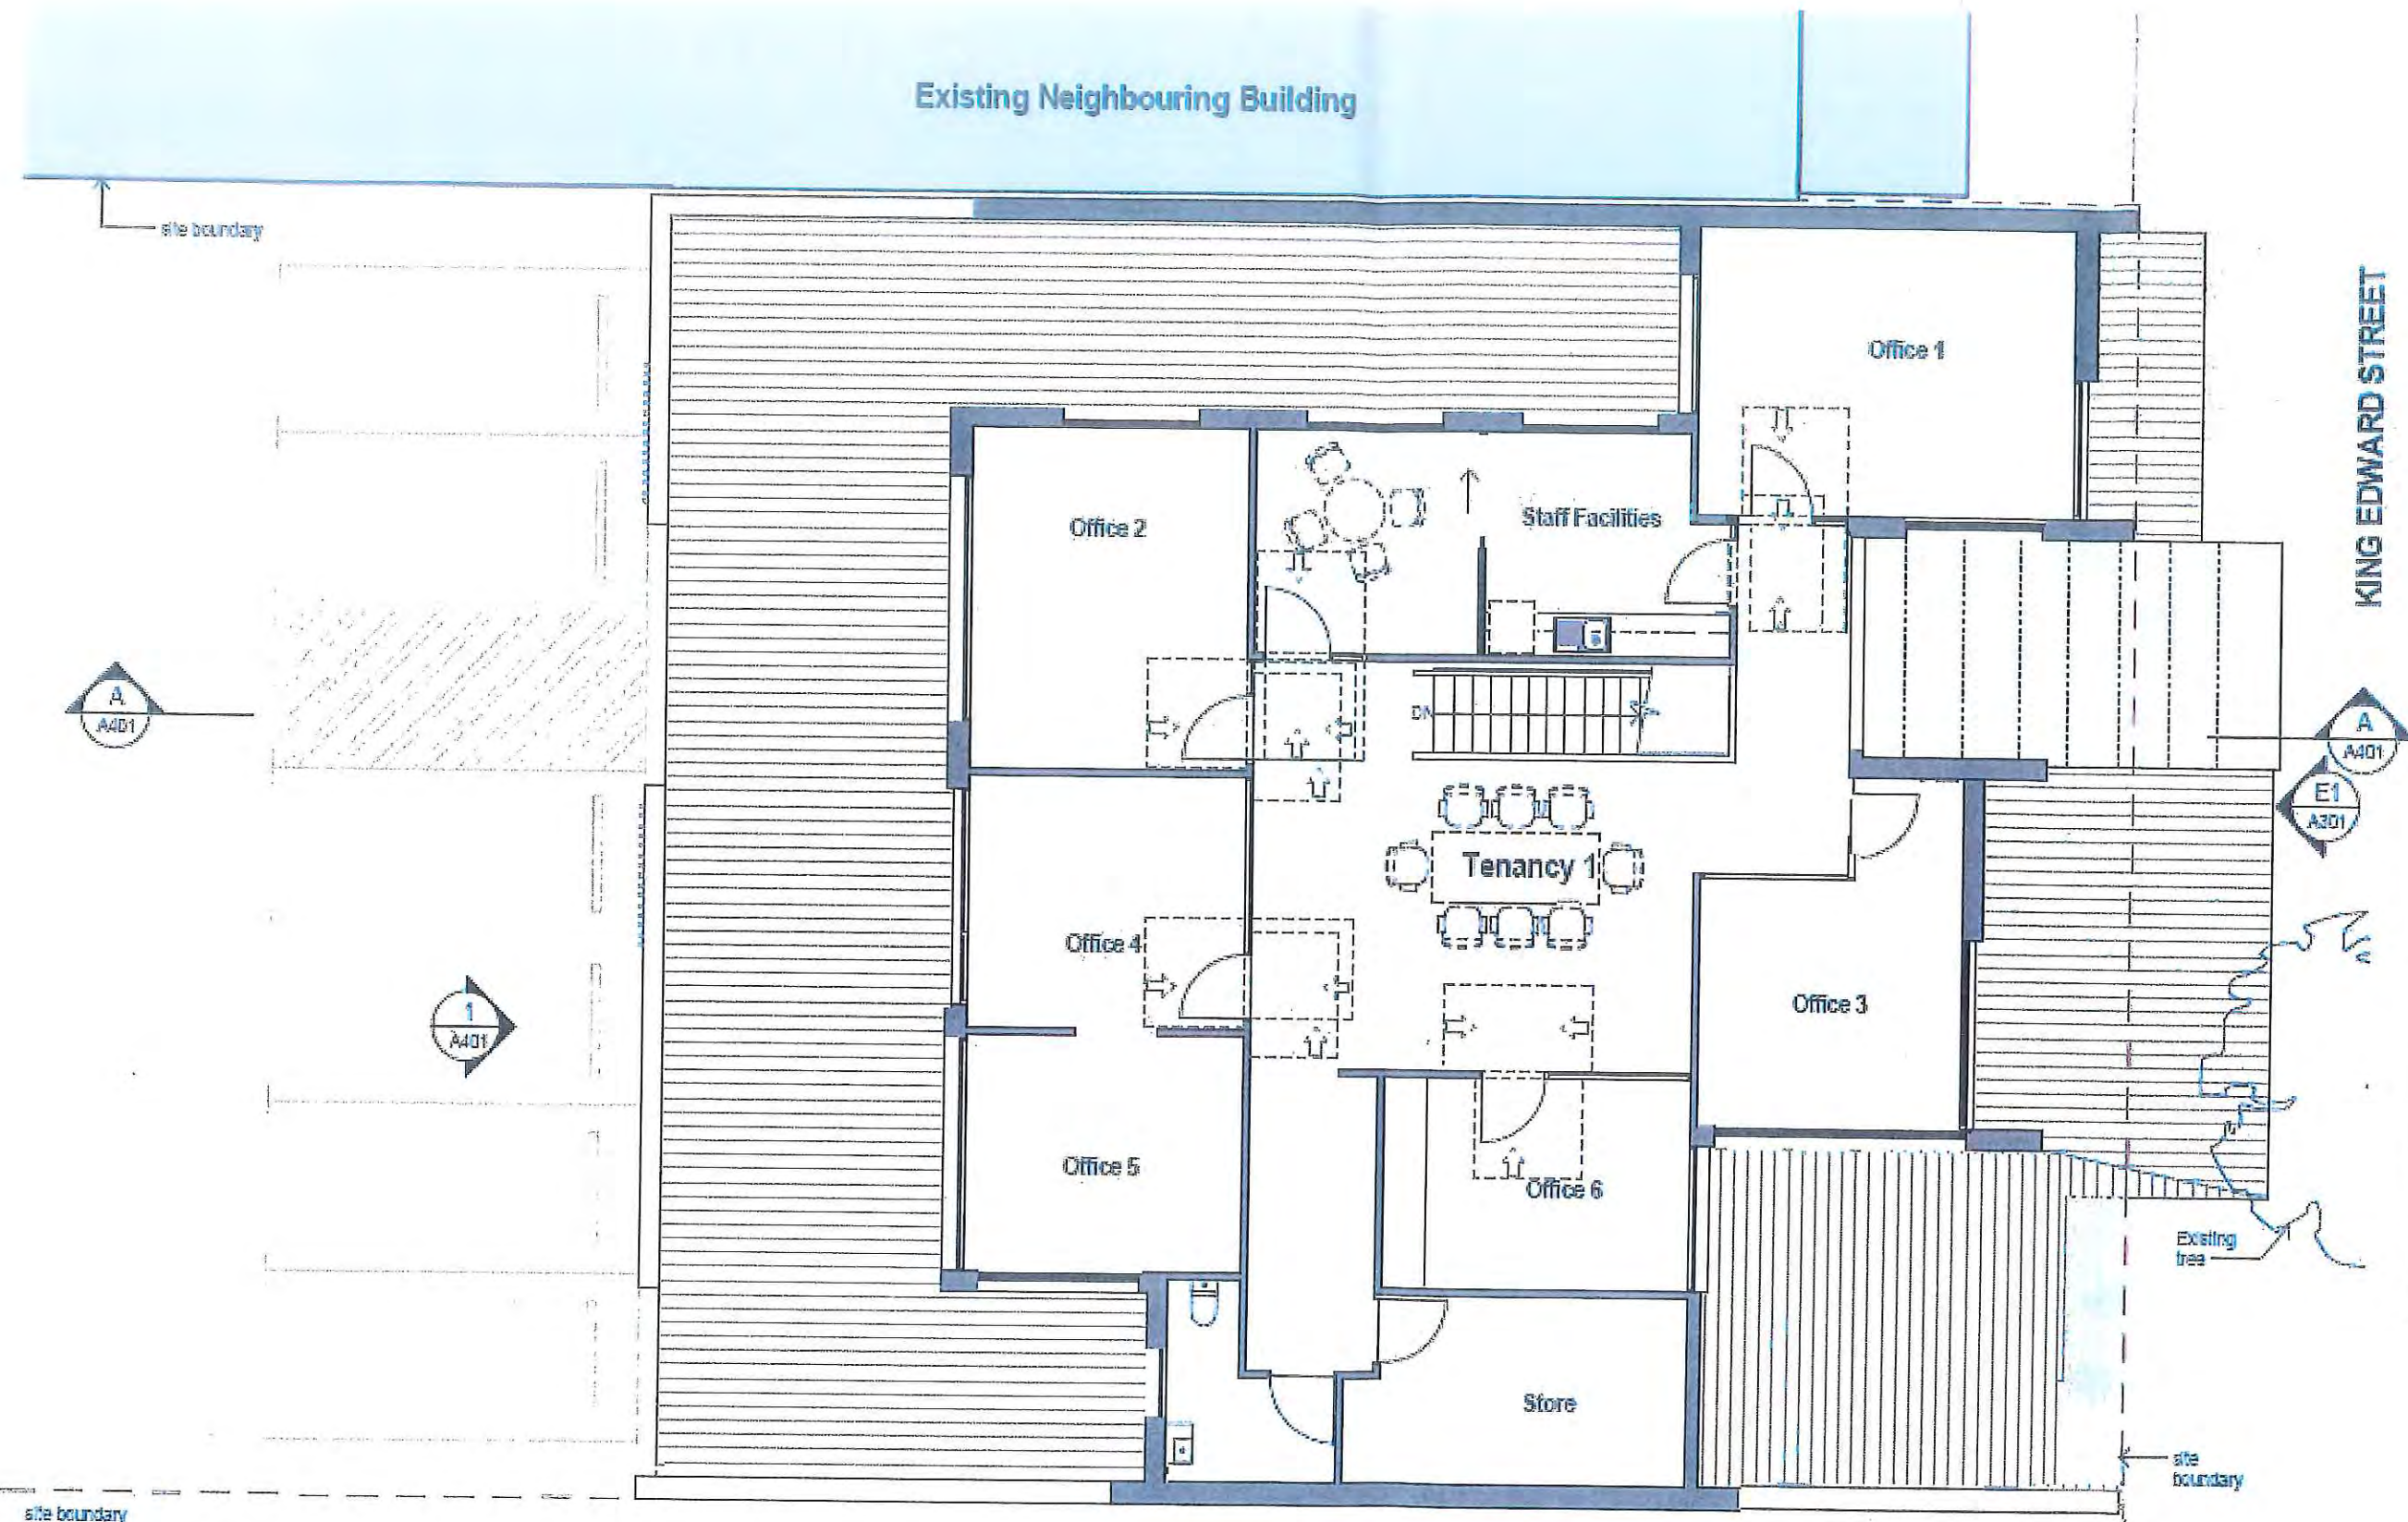 Existing Neighbouring Building
site boundary
KING EDWARD STREET
Office 1
Office 2
Staff Facilities
A
A401
DN
A
A401
E1
A301
Tenancy 1
Office 4
Office 3
1
A401
Office 5
Office 6
Existing
tree
Store
site
boundary
site boundary